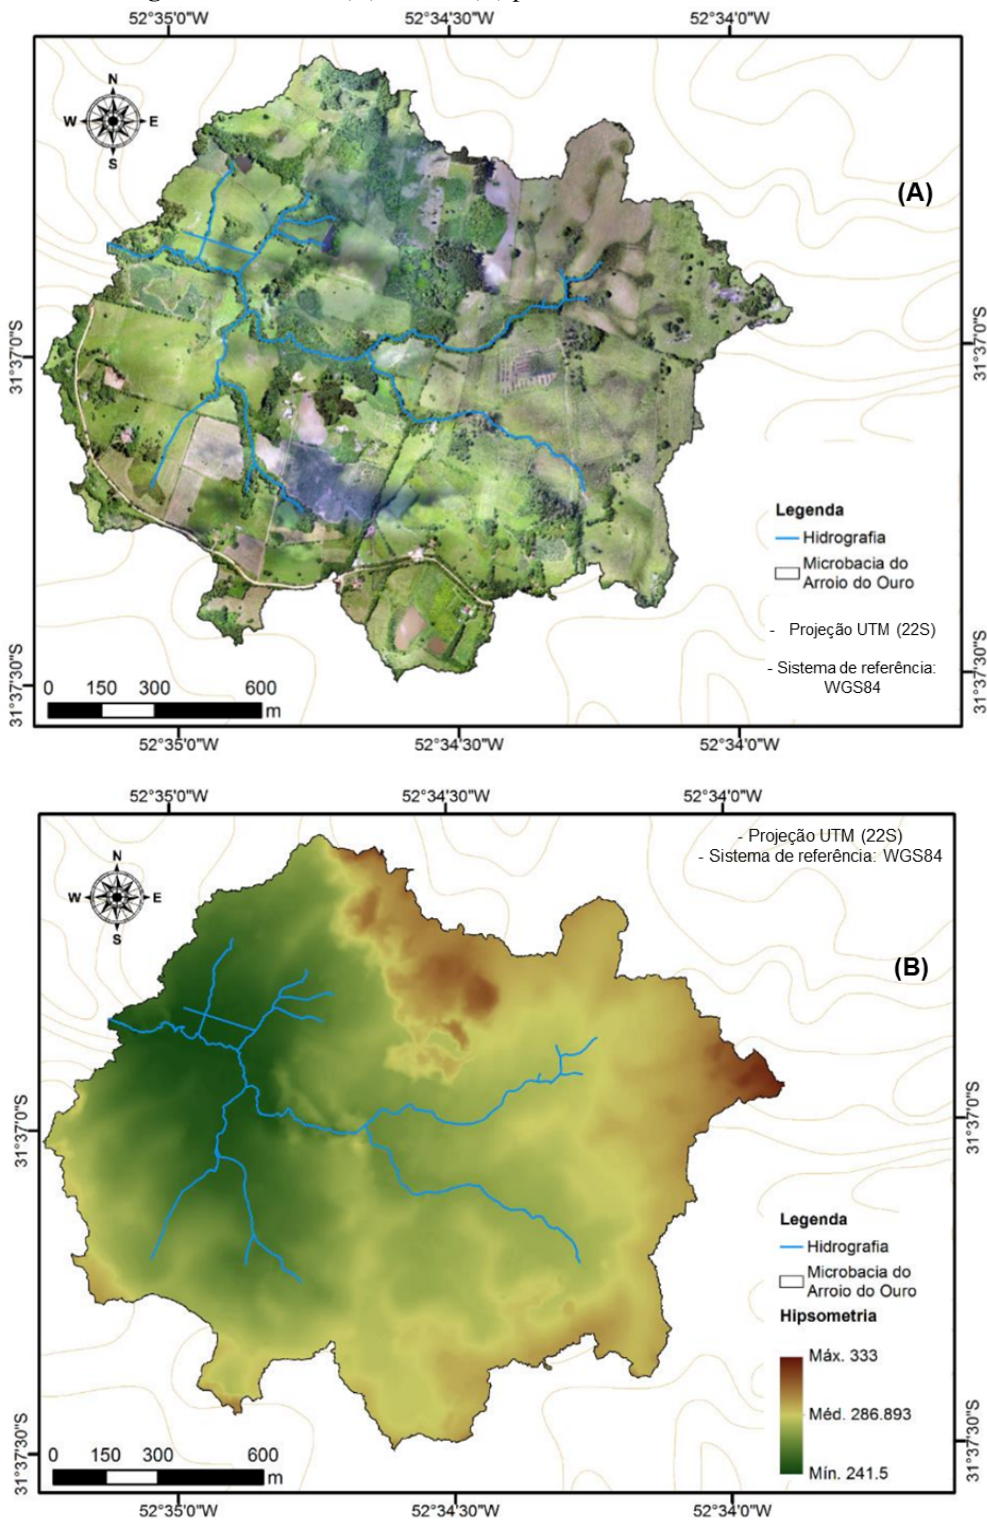 52°35'0"W 52°34'30"W 52°34'0"W
N
W E
S
(A)
31°37'0"S 31°37'0"S
Legenda
Hidrografia
Microbacia do
Arroio do Ouro
- Projeção UTM (22S)
- Sistema de referência:
WGS84
31°37'30"S 31°37'30"S
0 150 300 600
m
52°35'0"W 52°34'30"W 52°34'0"W
52°35'0"W 52°34'30"W 52°34'0"W
- Projeção UTM (22S)
- Sistema de referência: WGS84
N
W E
S
(B)
31°37'0"S 31°37'0"S
Legenda
Hidrografia
Microbacia do
Arroio do Ouro
Hipsometria
Máx. 333
Méd. 286.893
Mín. 241.5
31°37'30"S 31°37'30"S
0 150 300 600
m
52°35'0"W 52°34'30"W 52°34'0"W